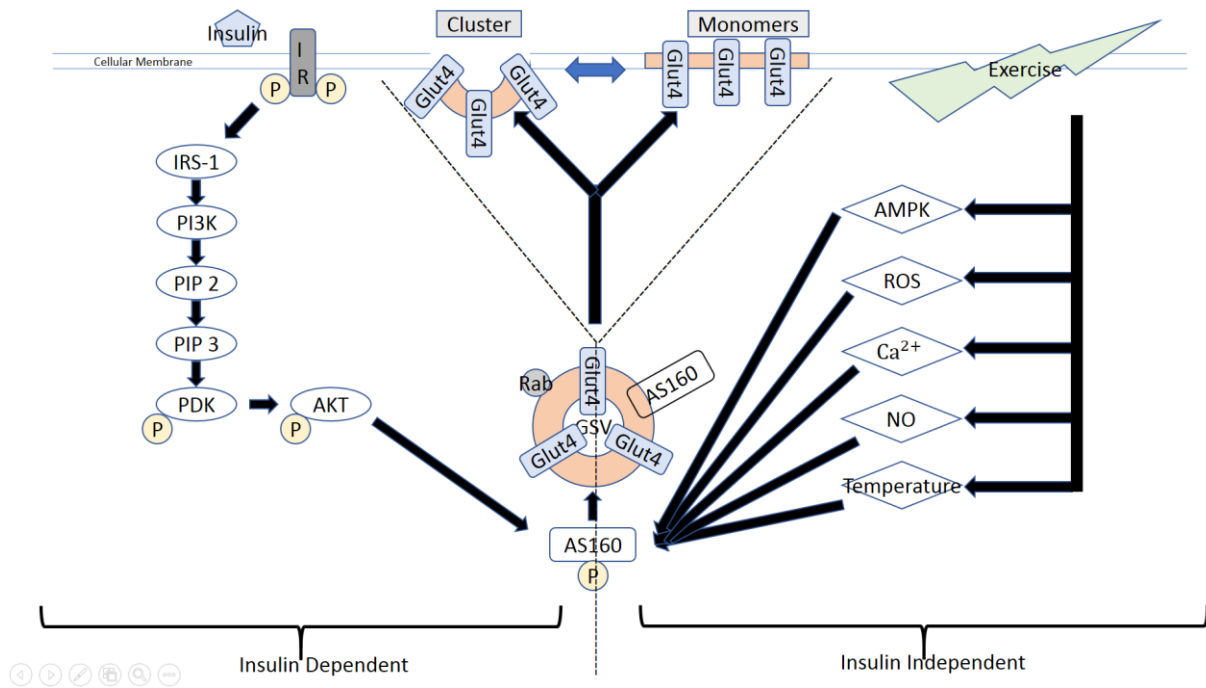 Cluster
Monomers
Insulin
I
R
Cellular Membrane
P
P
Glut4
Glut4
Glut4
Glut4
Glut4
Glut4
Exercise
IRS-1
PI3K
PIP 2
PIP 3
PDK
P
AKT
P
AMPK
ROS
Ca²⁺
NO
Temperature
Rab
Glut4
AS160
GSV
Glut4
Glut4
AS160
P
Insulin Dependent
Insulin Independent